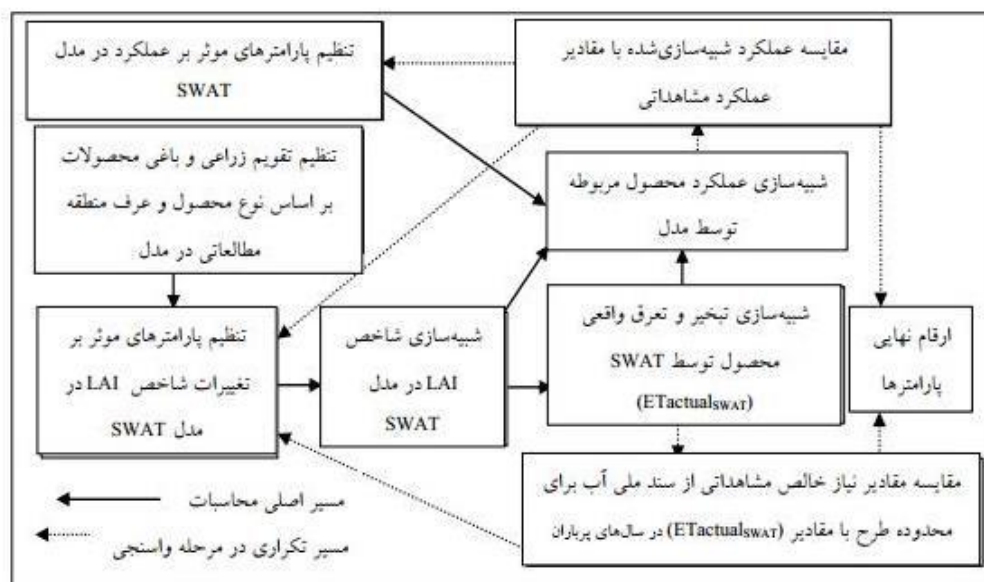 تنظیم پارامترهای موثر بر عملکرد در مدل
SWAT
مقایسه عملکرد شبیه‌سازی‌شده با مقادیر
عملکرد مشاهداتی
تنظیم تقویم زراعی و باغی محصولات
بر اساس نوع محصول و عرف منطقه
مطالعاتی در مدل
شبیه‌سازی عملکرد محصول مربوطه
توسط مدل
تنظیم پارامترهای موثر بر
تغییرات شاخص LAI در
مدل SWAT
شبیه‌سازی شاخص
LAI در مدل
SWAT
شبیه‌سازی تبخیر و تعرق واقعی
محصول توسط SWAT
(ETactualSWAT)
ارقام نهایی
پارامترها
مقایسه مقادیر نیاز خالص مشاهداتی از سند ملی آب برای
محدوده طرح با مقادیر (ETactualSWAT) در سال‌های پرباران
مسیر اصلی محاسبات
مسیر تکراری در مرحله واسنجی